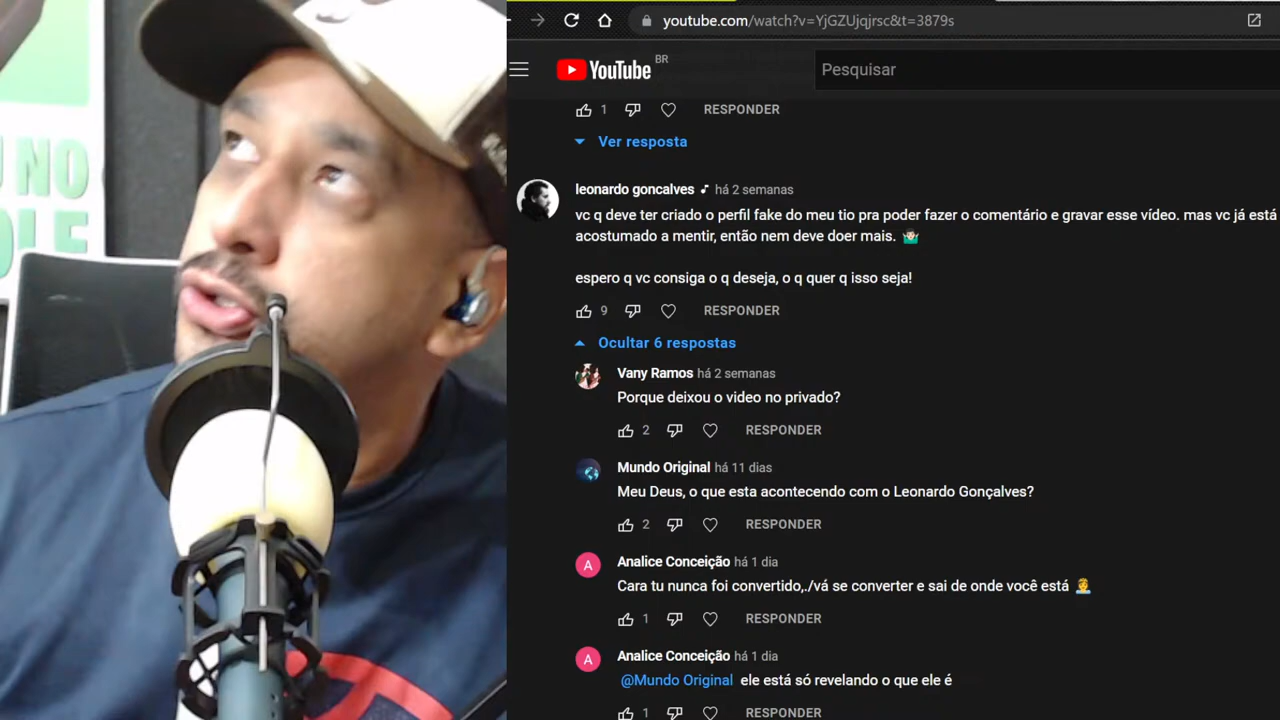 U NO
OLE
youtube.com/watch?v=YjGZUjqjrsc&t=3879s
YouTube BR
Pesquisar
1 RESPONDER
Ver resposta
leonardo goncalves há 2 semanas
vc q deve ter criado o perfil fake do meu tio pra poder fazer o comentário e gravar esse vídeo. mas vc já está
acostumado a mentir, então nem deve doer mais. 🤷🏻‍♂️
espero q vc consiga o q deseja, o q quer q isso seja!
9 RESPONDER
Ocultar 6 respostas
Vany Ramos há 2 semanas
Porque deixou o video no privado?
2 RESPONDER
Mundo Original há 11 dias
Meu Deus, o que esta acontecendo com o Leonardo Gonçalves?
2 RESPONDER
A
Analice Conceição há 1 dia
Cara tu nunca foi convertido,./vá se converter e sai de onde você está
1 RESPONDER
A
Analice Conceição há 1 dia
@Mundo Original ele está só revelando o que ele é
1 RESPONDER